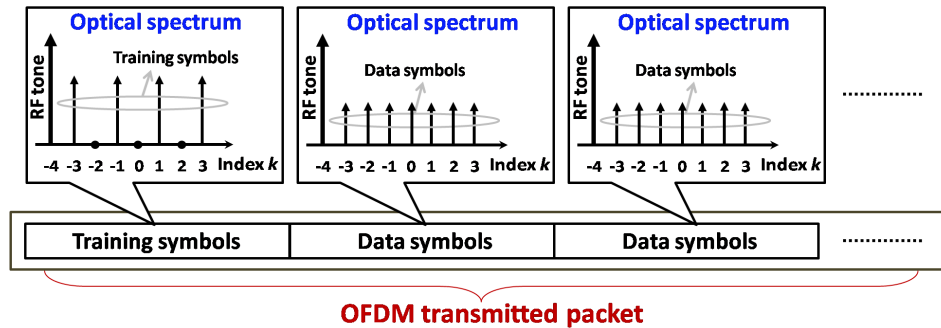 Optical spectrum
Training symbols
RF tone
-4 -3 -2 -1 0 1 2 3 Index k
Optical spectrum
Data symbols
RF tone
-4 -3 -2 -1 0 1 2 3 Index k
Optical spectrum
Data symbols
RF tone
-4 -3 -2 -1 0 1 2 3 Index k
Training symbols
Data symbols
Data symbols
OFDM transmitted packet